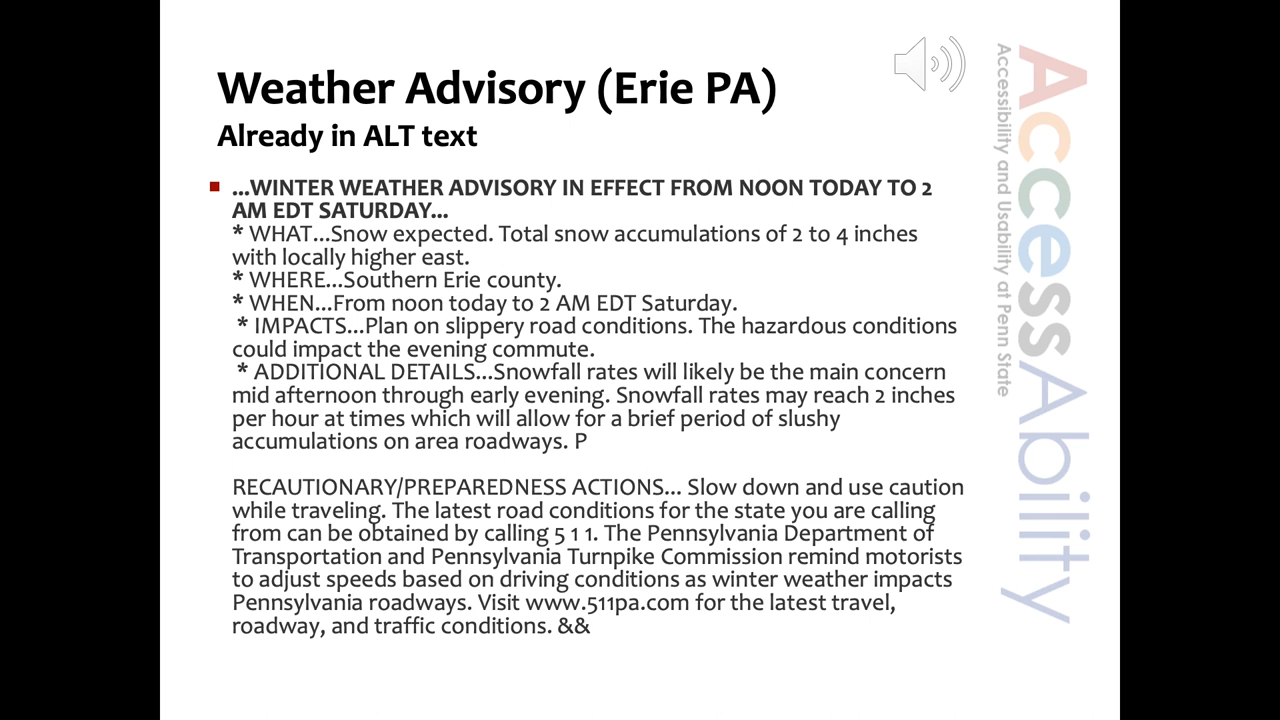 Weather Advisory (Erie PA)
Already in ALT text
...WINTER WEATHER ADVISORY IN EFFECT FROM NOON TODAY TO 2
AM EDT SATURDAY...
* WHAT...Snow expected. Total snow accumulations of 2 to 4 inches
with locally higher east.
* WHERE...Southern Erie county.
* WHEN...From noon today to 2 AM EDT Saturday.
* IMPACTS...Plan on slippery road conditions. The hazardous conditions
could impact the evening commute.
* ADDITIONAL DETAILS...Snowfall rates will likely be the main concern
mid afternoon through early evening. Snowfall rates may reach 2 inches
per hour at times which will allow for a brief period of slushy
accumulations on area roadways. P
RECAUTIONARY/PREPAREDNESS ACTIONS... Slow down and use caution
while traveling. The latest road conditions for the state you are calling
from can be obtained by calling 5 1 1. The Pennsylvania Department of
Transportation and Pennsylvania Turnpike Commission remind motorists
to adjust speeds based on driving conditions as winter weather impacts
Pennsylvania roadways. Visit www.511pa.com for the latest travel,
roadway, and traffic conditions. &&
AccessAbility
Accessibility and Usability at Penn State